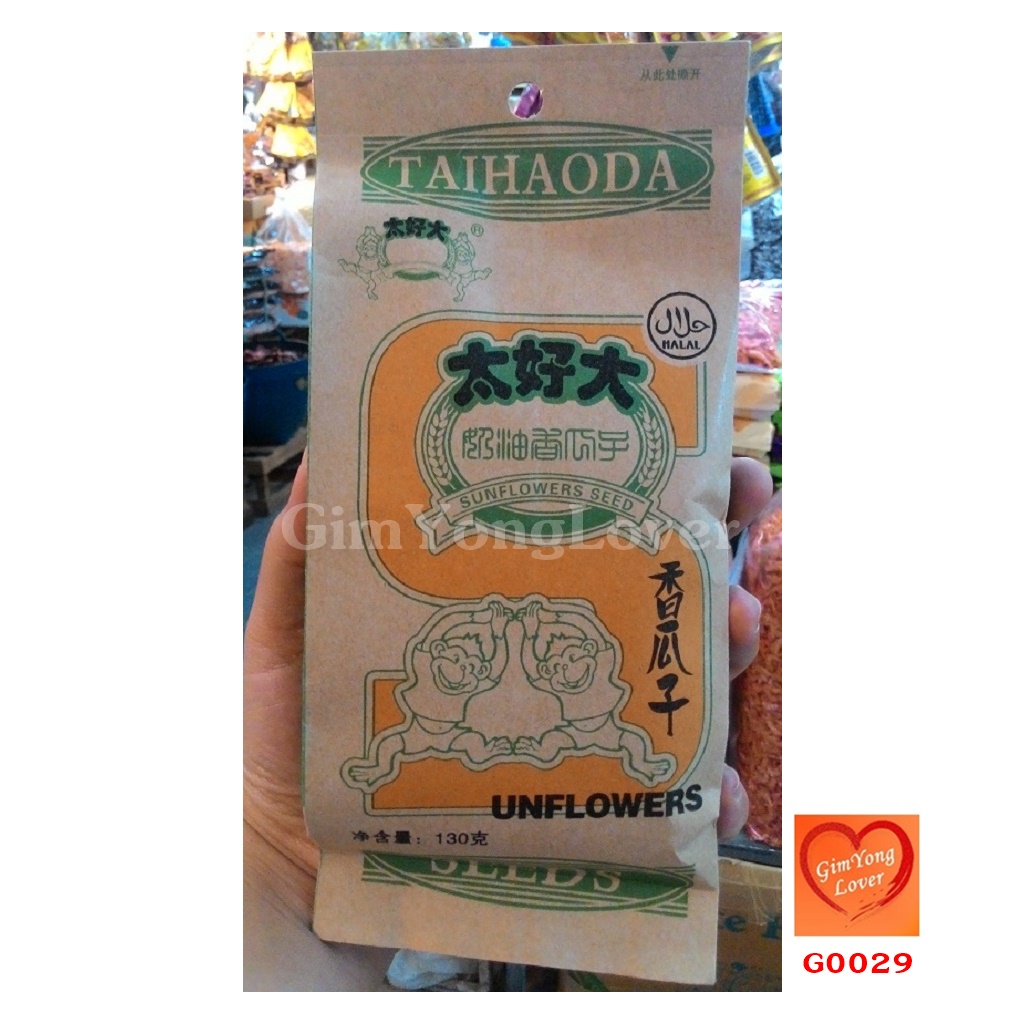 从此处撕开
TAIHAODA
太好大®
حلال
HALAL
太好大
奶油香瓜子
SUNFLOWERS SEED
GimYongLover
香瓜子
UNFLOWERS
净含量：130克
SEEDS
GimYong
Lover
G0029